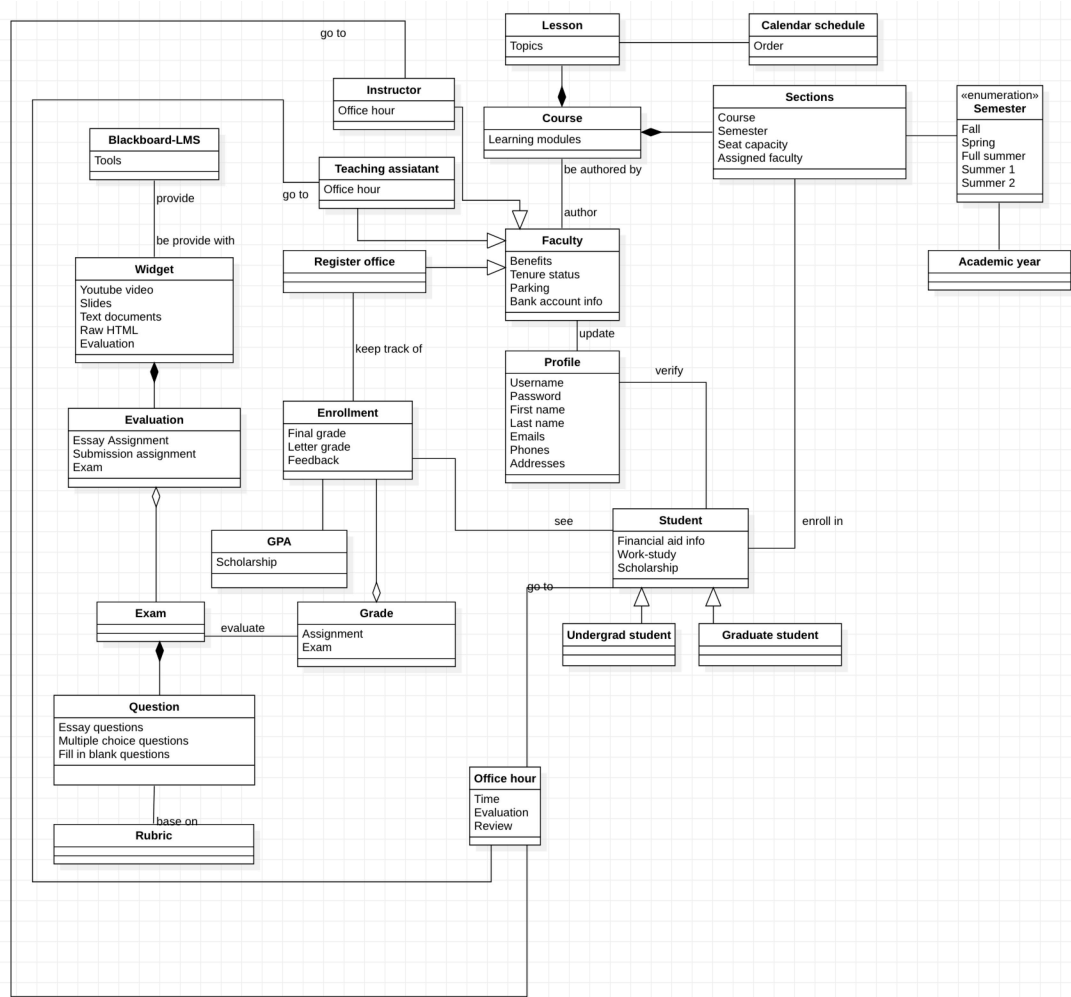 Lesson
Topics
Calendar schedule
Order
go to
Instructor
Office hour
Course
Learning modules
Sections
Course
Semester
Seat capacity
Assigned faculty
«enumeration»
Semester
Fall
Spring
Full summer
Summer 1
Summer 2
Blackboard-LMS
Tools
Teaching assiatant
Office hour
go to
be authored by
author
provide
be provide with
Register office
Faculty
Benefits
Tenure status
Parking
Bank account info
Academic year
Widget
Youtube video
Slides
Text documents
Raw HTML
Evaluation
keep track of
update
Profile
Username
Password
First name
Last name
Emails
Phones
Addresses
verify
Evaluation
Essay Assignment
Submission assignment
Exam
Enrollment
Final grade
Letter grade
Feedback
see
Student
Financial aid info
Work-study
Scholarship
enroll in
GPA
Scholarship
go to
Exam
evaluate
Grade
Assignment
Exam
Undergrad student
Graduate student
Question
Essay questions
Multiple choice questions
Fill in blank questions
Office hour
Time
Evaluation
Review
base on
Rubric